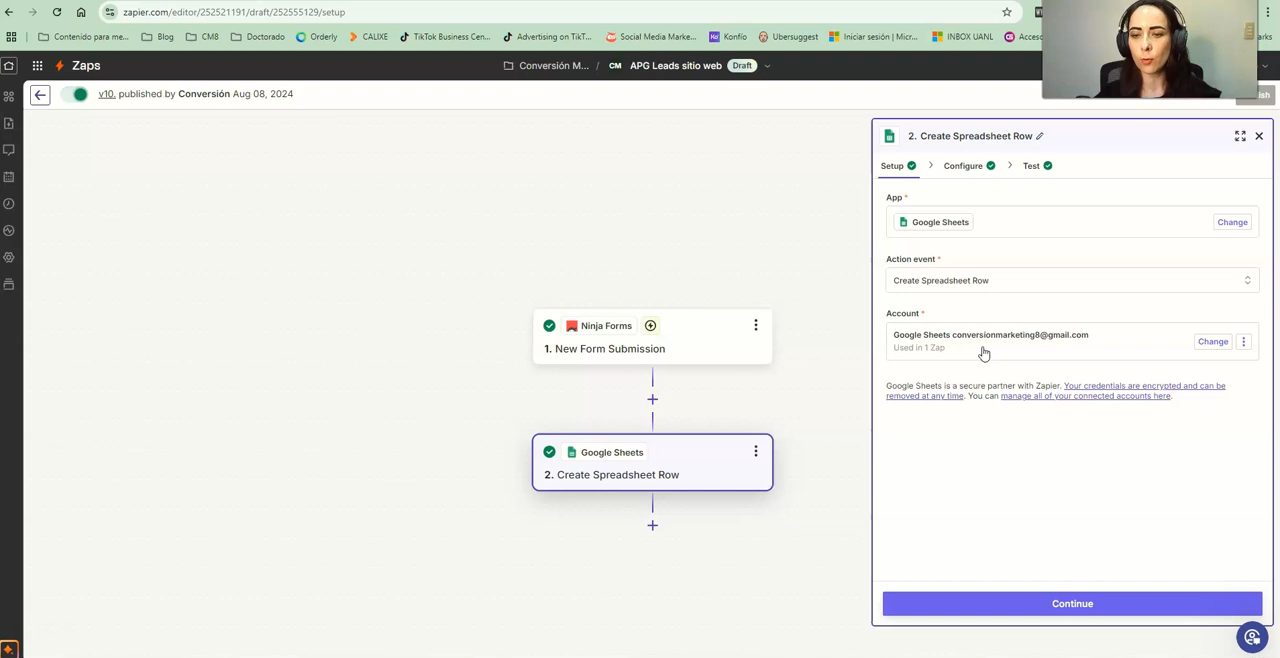 zapier.com/editor/252521191/draft/252555129/setup
Contenido para me...
Blog
CM8
Doctorado
Orderly
CALIXE
TikTok Business Cen...
Advertising on TikT...
Social Media Marke...
Konfío
Ubersuggest
Iniciar sesión | Micr...
INBOX UANL
Acceso
Zaps
Conversión M... / CM APG Leads sitio web Draft
v10. published by Conversión Aug 08, 2024
2. Create Spreadsheet Row
Setup
Configure
Test
App *
Google Sheets
Change
Action event *
Create Spreadsheet Row
Account *
Google Sheets conversionmarketing8@gmail.com
Used in 1 Zap
Change
Google Sheets is a secure partner with Zapier. Your credentials are encrypted and can be
removed at any time. You can manage all of your connected accounts here.
Continue
Ninja Forms
1. New Form Submission
Google Sheets
2. Create Spreadsheet Row